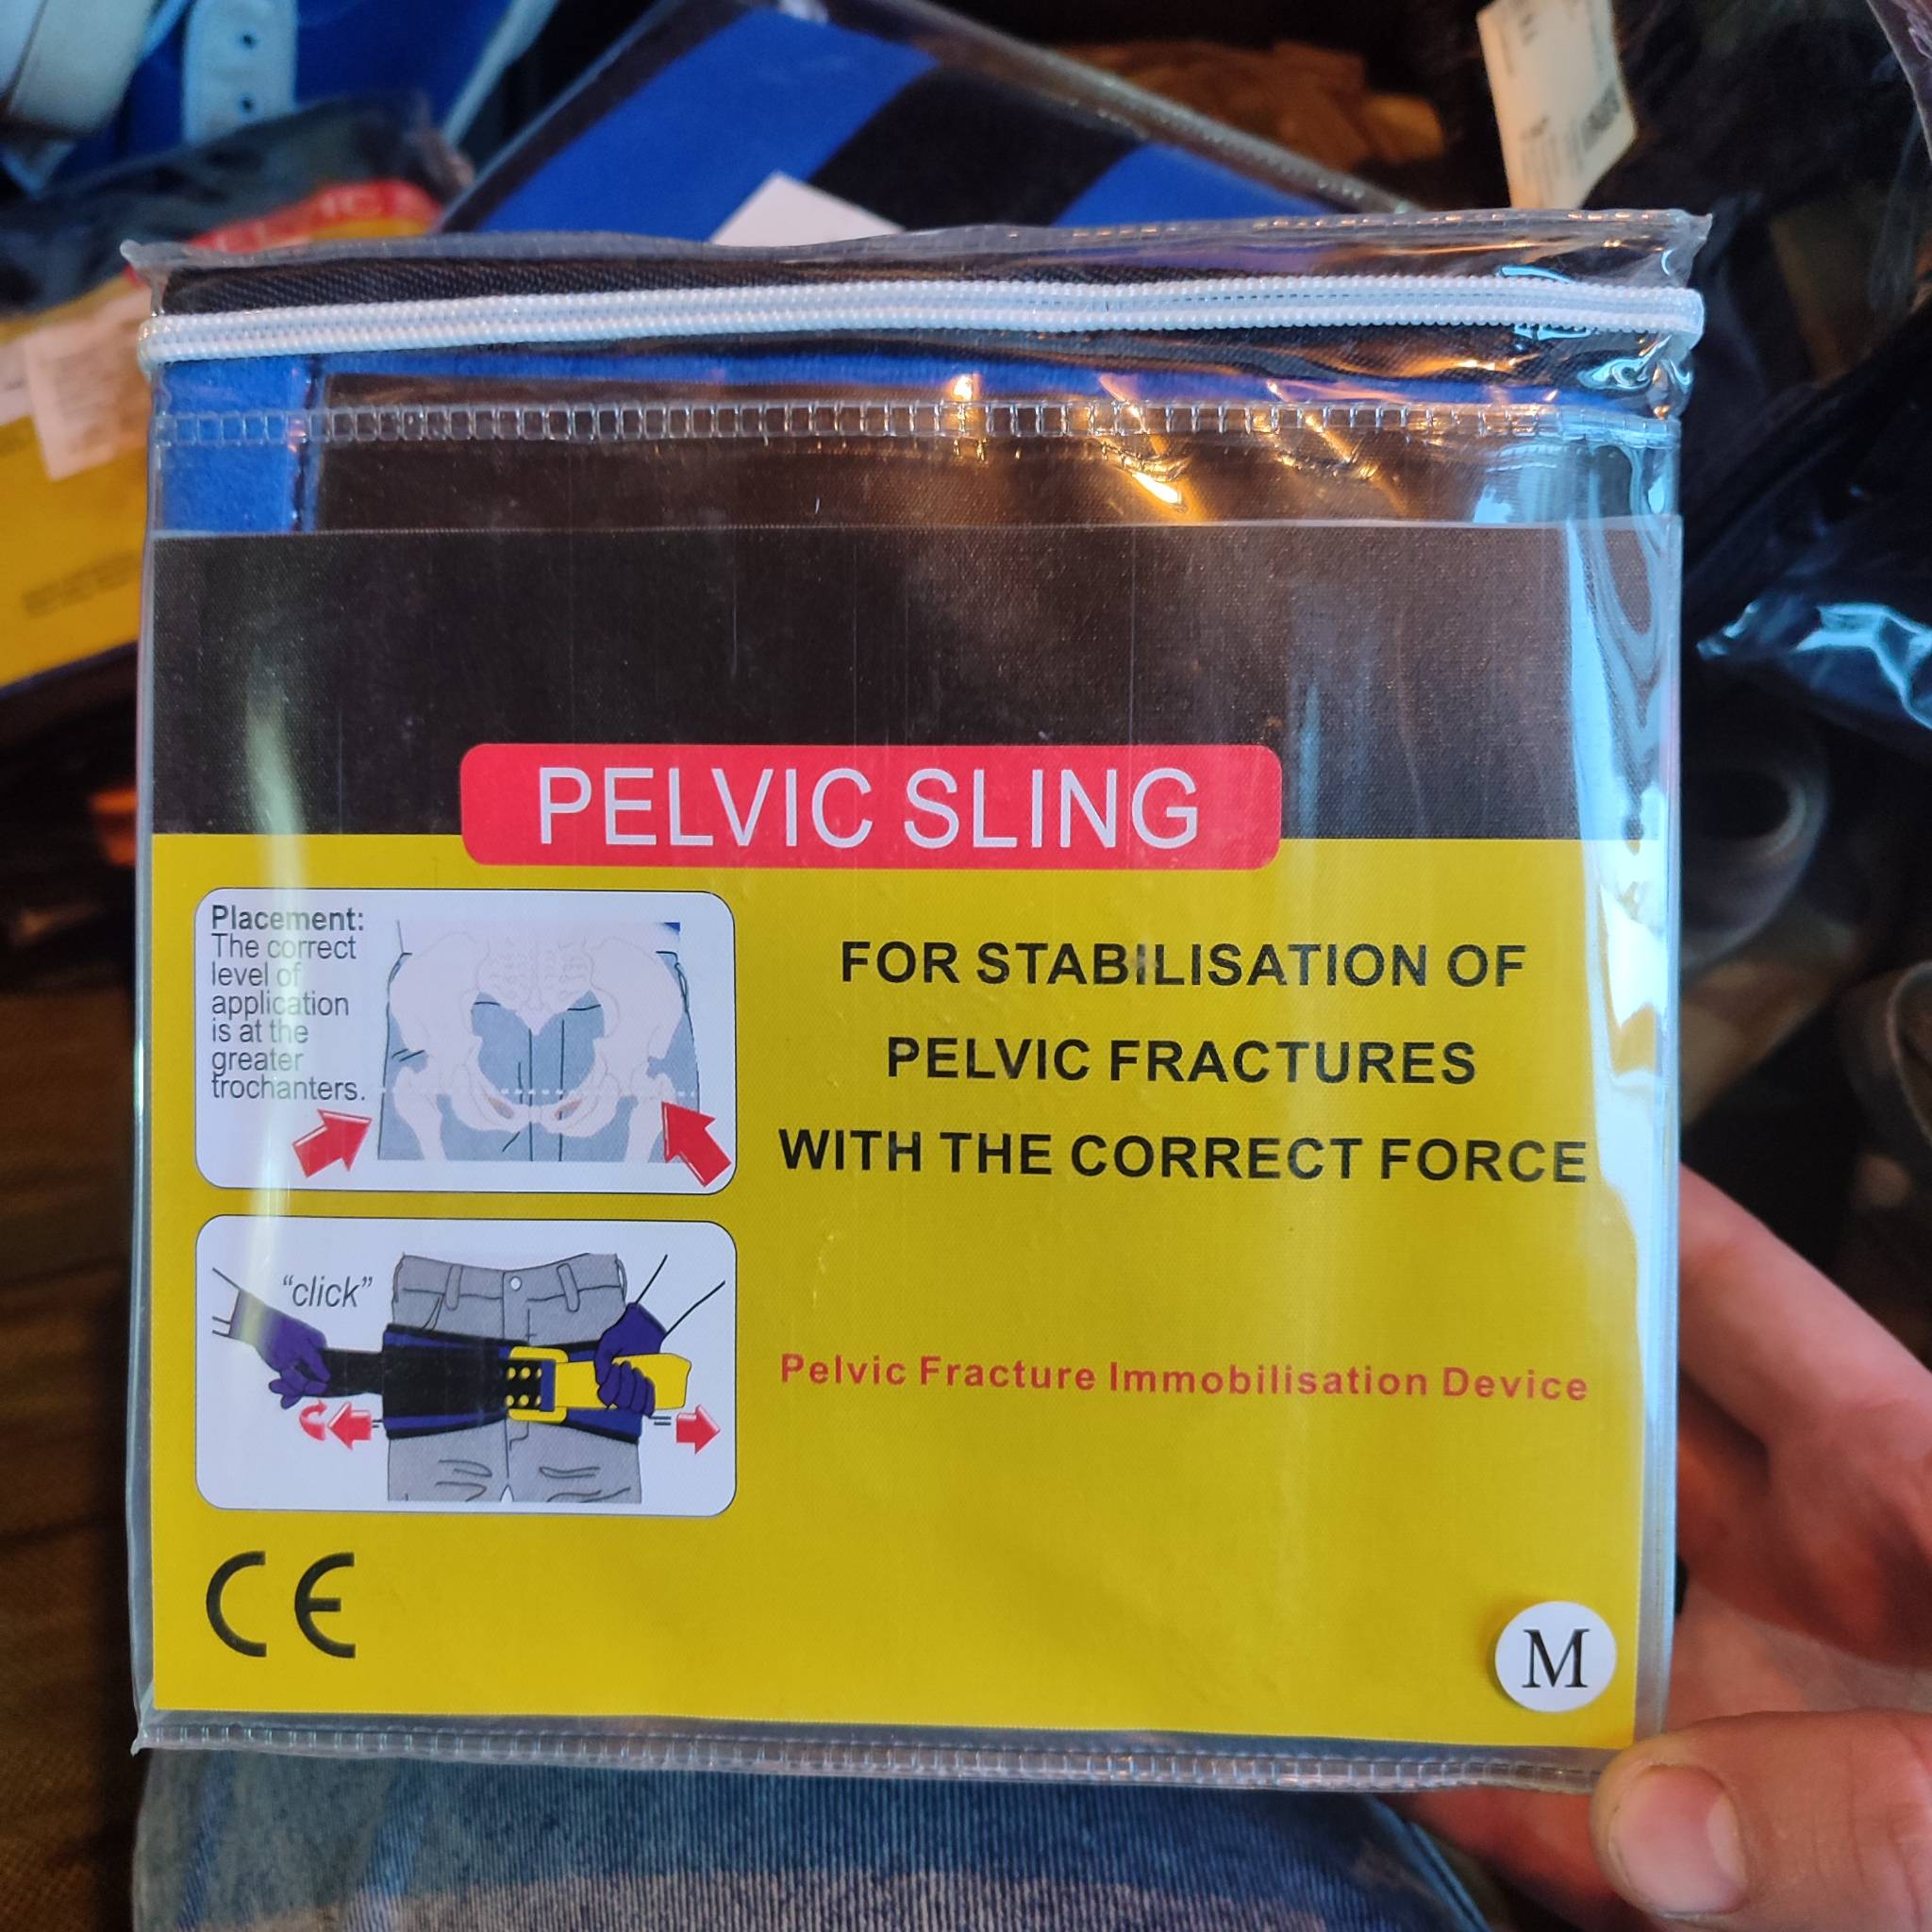 PELVIC SLING
Placement:
The correct
level of
application
is at the
greater
trochanters.
FOR STABILISATION OF
PELVIC FRACTURES
WITH THE CORRECT FORCE
"click"
Pelvic Fracture Immobilisation Device
CE
M